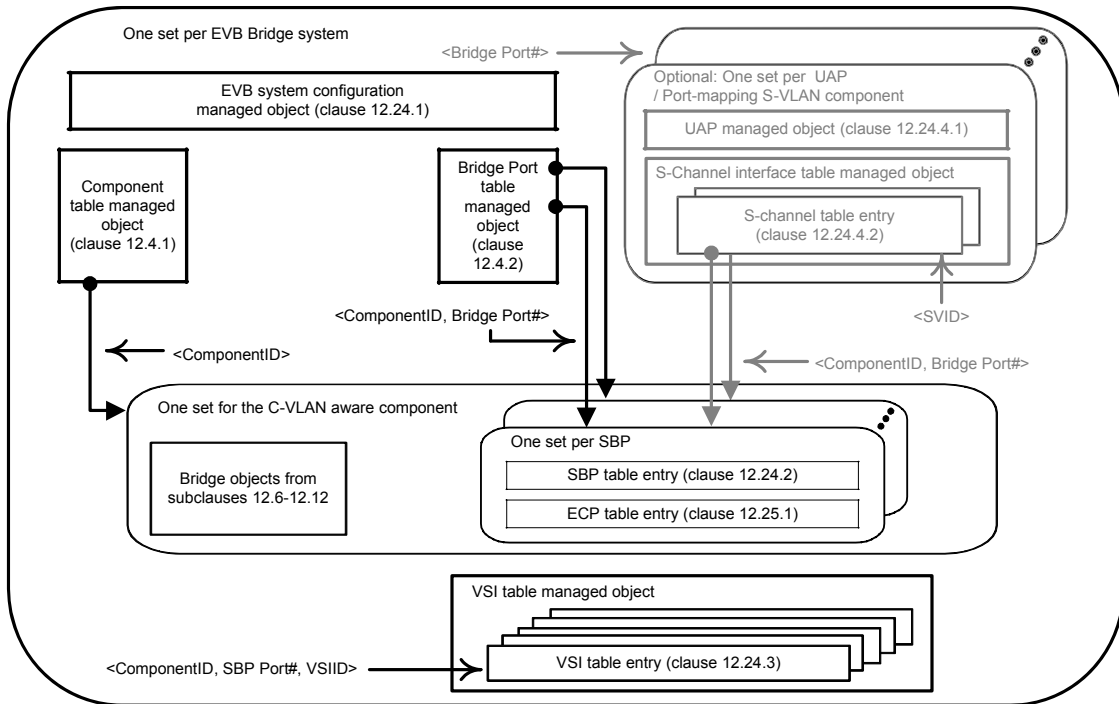 One set per EVB Bridge system
<Bridge Port#>
EVB system configuration
managed object (clause 12.24.1)
Optional: One set per  UAP
/ Port-mapping S-VLAN component
UAP managed object (clause 12.24.4.1)
S-Channel interface table managed object
S-channel table entry
(clause 12.24.4.2)
Component
table managed
object
(clause 12.4.1)
Bridge Port
table
managed
object
(clause
12.4.2)
<SVID>
<ComponentID, Bridge Port#>
<ComponentID>
<ComponentID, Bridge Port#>
One set for the C-VLAN aware component
Bridge objects from
subclauses 12.6-12.12
One set per SBP
SBP table entry (clause 12.24.2)
ECP table entry (clause 12.25.1)
VSI table managed object
<ComponentID, SBP Port#, VSIID>
VSI table entry (clause 12.24.3)